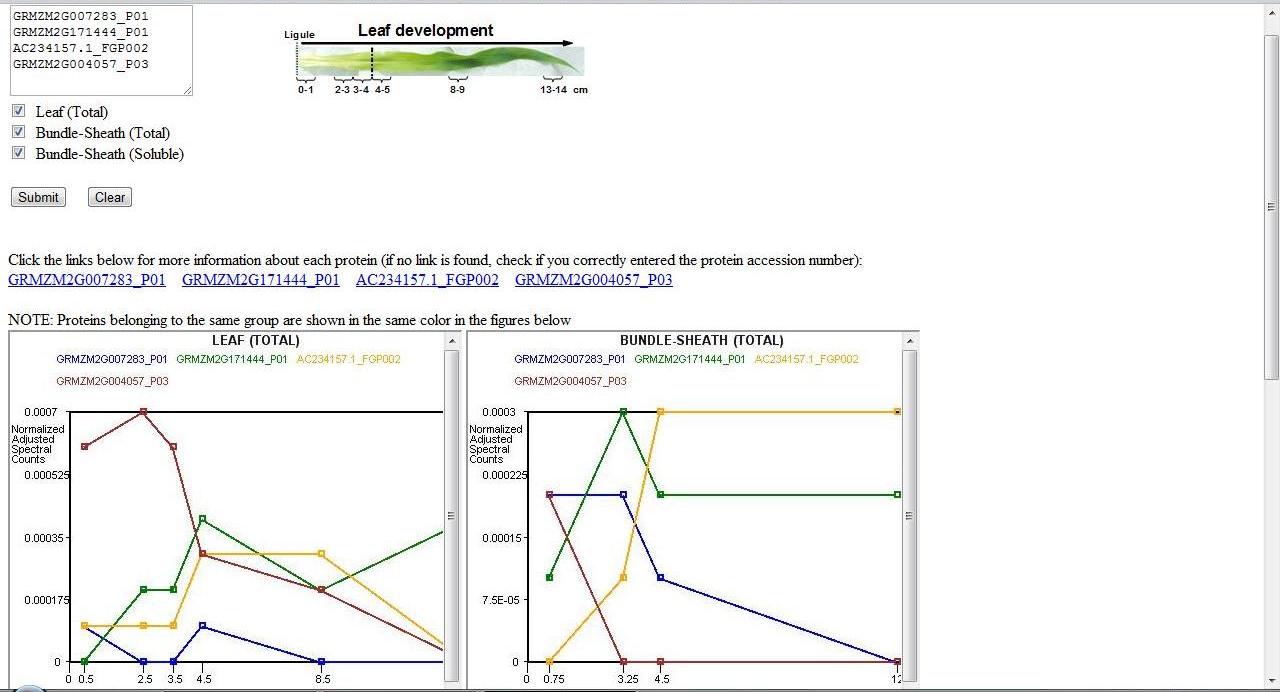 GRMZM2G007283_P01
GRMZM2G171444_P01
AC234157.1_FGP002
GRMZM2G004057_P03
Ligule Leaf development
0-1 2-3 3-4 4-5 8-9 13-14 cm
Leaf (Total)
Bundle-Sheath (Total)
Bundle-Sheath (Soluble)
Submit Clear
Click the links below for more information about each protein (if no link is found, check if you correctly entered the protein accession number):
GRMZM2G007283_P01 GRMZM2G171444_P01 AC234157.1_FGP002 GRMZM2G004057_P03
NOTE: Proteins belonging to the same group are shown in the same color in the figures below
LEAF (TOTAL)
GRMZM2G007283_P01 GRMZM2G171444_P01 AC234157.1_FGP002
GRMZM2G004057_P03
0.0007
Normalized
Adjusted
Spectral
Counts
0.000525
0.00035
0.000175
0
0 0.5 2.5 3.5 4.5 8.5
BUNDLE-SHEATH (TOTAL)
GRMZM2G007283_P01 GRMZM2G171444_P01 AC234157.1_FGP002
GRMZM2G004057_P03
0.0003
Normalized
Adjusted
Spectral
Counts
0.000225
0.00015
7.5E-05
0
0 0.75 3.25 4.5 12